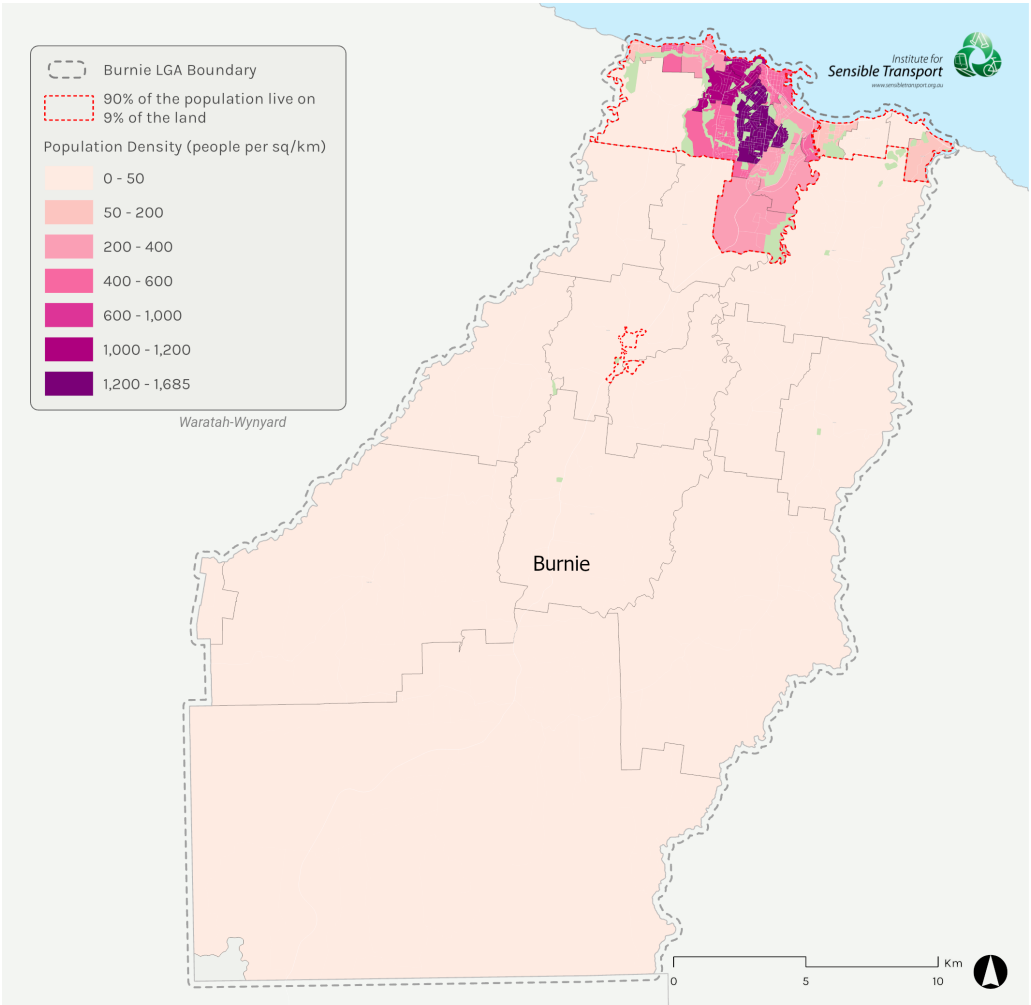 Burnie LGA Boundary
90% of the population live on
9% of the land
Population Density (people per sq/km)
0 - 50
50 - 200
200 - 400
400 - 600
600 - 1,000
1,000 - 1,200
1,200 - 1,685
Institute for
Sensible Transport
www.sensibletransport.org.au
Waratah-Wynyard
Burnie
Km
0 5 10